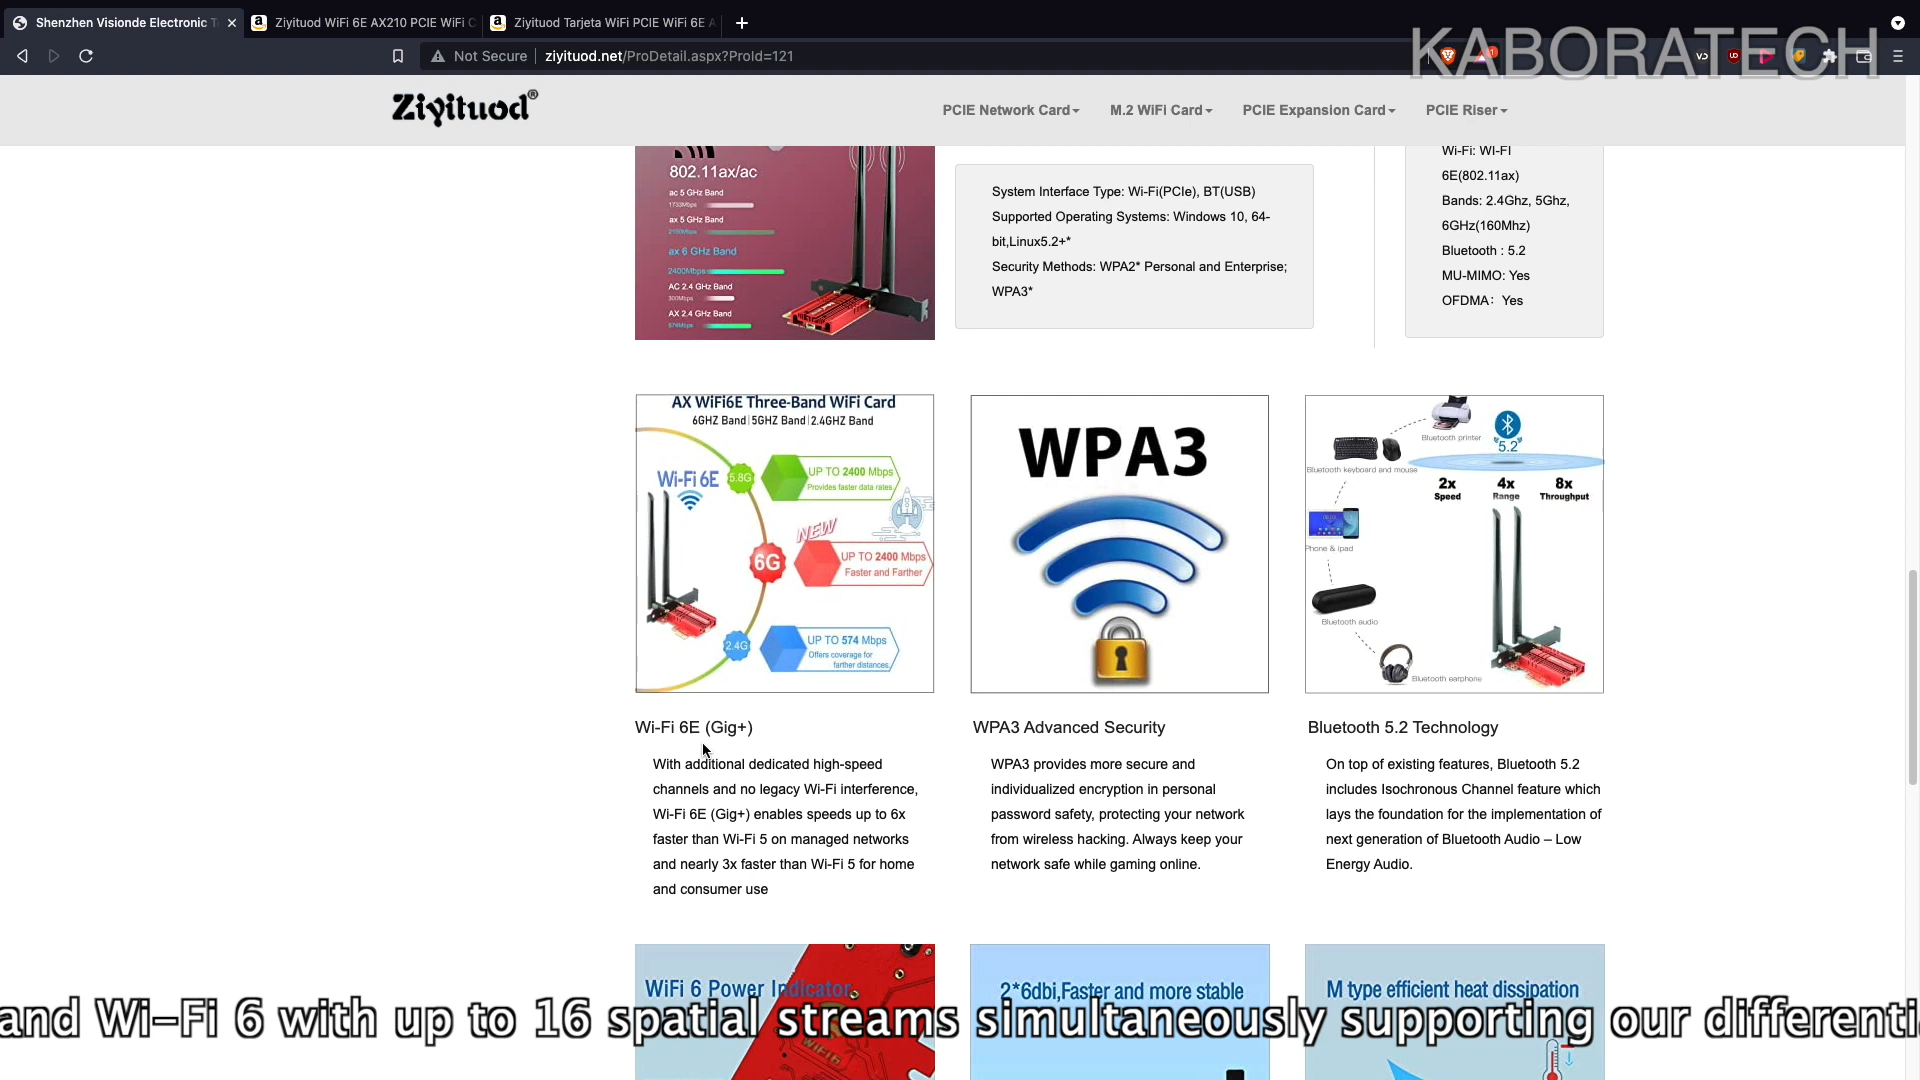 Shenzhen Visionde Electronic T
Ziyituod WiFi 6E AX210 PCIE WiFi C
Ziyituod Tarjeta WiFi PCIE WiFi 6E A
KABORATECH
Not Secure
ziyituod.net/ProDetail.aspx?ProId=121
Ziyituod®
PCIE Network Card
M.2 WiFi Card
PCIE Expansion Card
PCIE Riser
802.11ax/ac
ac 5 GHz Band
1733Mbps
ax 5 GHz Band
ax 6 GHz Band
2400Mbps
AC 2.4 GHz Band
300Mbps
AX 2.4 GHz Band
574Mbps
System Interface Type: Wi-Fi(PCIe), BT(USB)
Supported Operating Systems: Windows 10, 64-
bit,Linux5.2+*
Security Methods: WPA2* Personal and Enterprise;
WPA3*
Wi-Fi: WI-FI
6E(802.11ax)
Bands: 2.4Ghz, 5Ghz,
6GHz(160Mhz)
Bluetooth : 5.2
MU-MIMO: Yes
OFDMA: Yes
AX WiFi6E Three-Band WiFi Card
6GHZ Band|5GHZ Band|2.4GHZ Band
Wi-Fi 6E
5.8G
UP TO 2400 Mbps
Provides faster data rates
NEW
6G
UP TO 2400 Mbps
Faster and Farther
2.4G
UP TO 574 Mbps
Offers coverage for
farther distances
WPA3
Bluetooth printer
5.2
Bluetooth keyboard and mouse
2x
Speed
4x
Range
8x
Throughput
Phone & ipad
Bluetooth audio
Bluetooth earphone
Wi-Fi 6E (Gig+)
With additional dedicated high-speed
channels and no legacy Wi-Fi interference,
Wi-Fi 6E (Gig+) enables speeds up to 6x
faster than Wi-Fi 5 on managed networks
and nearly 3x faster than Wi-Fi 5 for home
and consumer use
WPA3 Advanced Security
WPA3 provides more secure and
individualized encryption in personal
password safety, protecting your network
from wireless hacking. Always keep your
network safe while gaming online.
Bluetooth 5.2 Technology
On top of existing features, Bluetooth 5.2
includes Isochronous Channel feature which
lays the foundation for the implementation of
next generation of Bluetooth Audio – Low
Energy Audio.
WiFi 6 Power Indicator
2*6dbi,Faster and more stable
M type efficient heat dissipation
and Wi-Fi 6 with up to 16 spatial streams simultaneously supporting our differenti
WiFi6